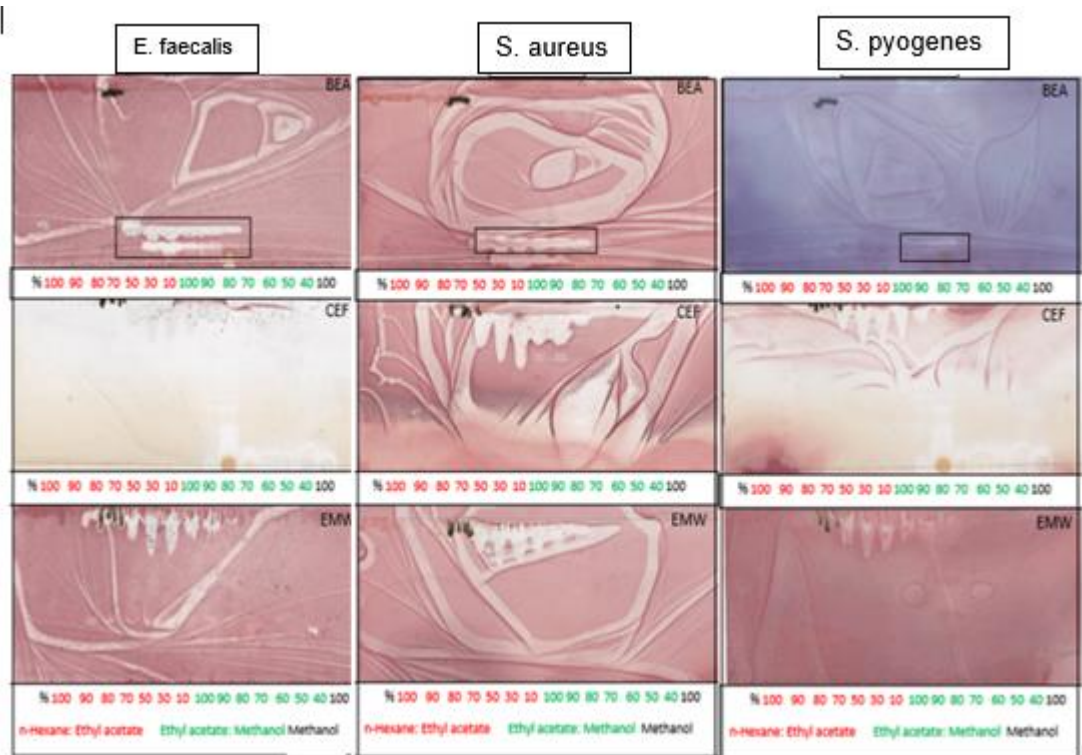 E. faecalis S. aureus S. pyogenes
BEA BEA BEA
% 100 90 80 70 50 30 10 100 90 80 70 60 50 40 100 % 100 90 80 70 50 30 10 100 90 80 70 60 50 40 100 % 100 90 80 70 50 30 10 100 90 80 70 60 50 40 100
CEF CEF CEF
% 100 90 80 70 50 30 10 100 90 80 70 60 50 40 100 % 100 90 80 70 50 30 10 100 90 80 70 60 50 40 100 % 100 90 80 70 50 30 10 100 90 80 70 60 50 40 100
EMW EMW EMW
% 100 90 80 70 50 30 10 100 90 80 70 60 50 40 100 % 100 90 80 70 50 30 10 100 90 80 70 60 50 40 100 % 100 90 80 70 50 30 10 100 90 80 70 60 50 40 100
n-Hexane: Ethyl acetate Ethyl acetate: Methanol Methanol n-Hexane: Ethyl acetate Ethyl acetate: Methanol Methanol n-Hexane: Ethyl acetate Ethyl acetate: Methanol Methanol